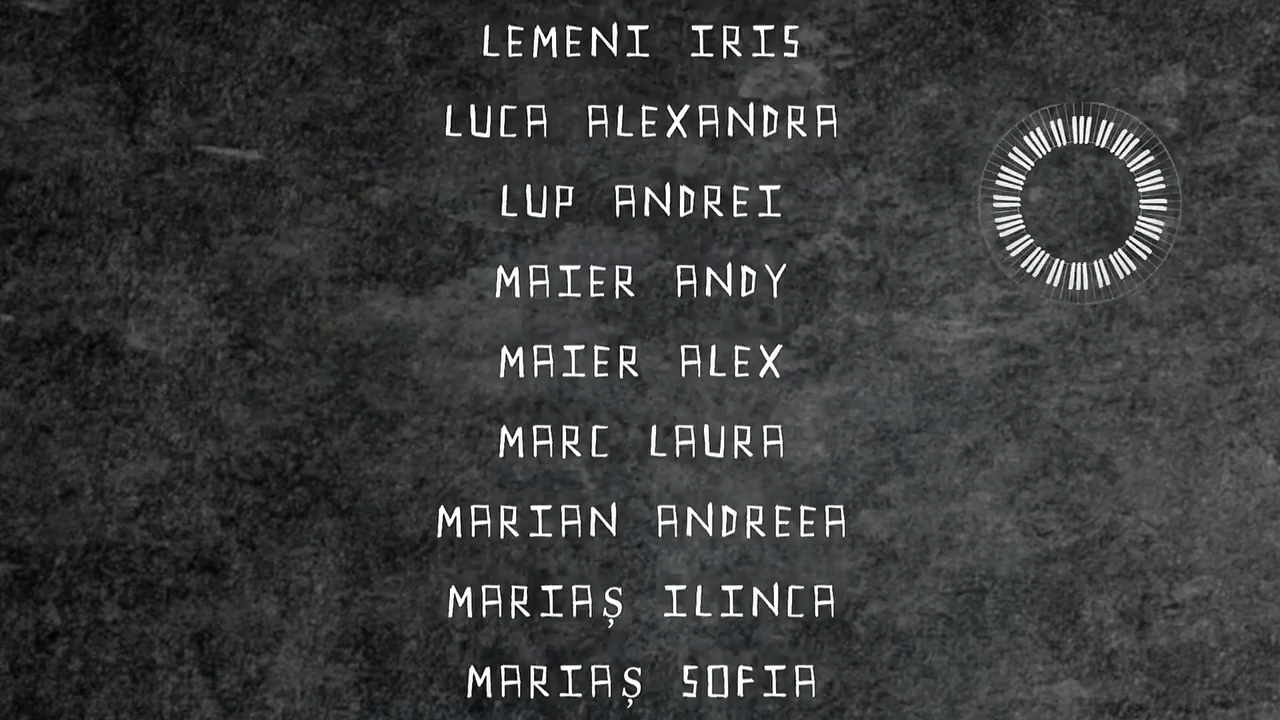 LEMENI IRIS
LUCA ALEXANDRA
LUP ANDREI
MAIER ANDY
MAIER ALEX
MARC LAURA
MARIAN ANDREEA
MARIAȘ ILINCA
MARIAȘ SOFIA